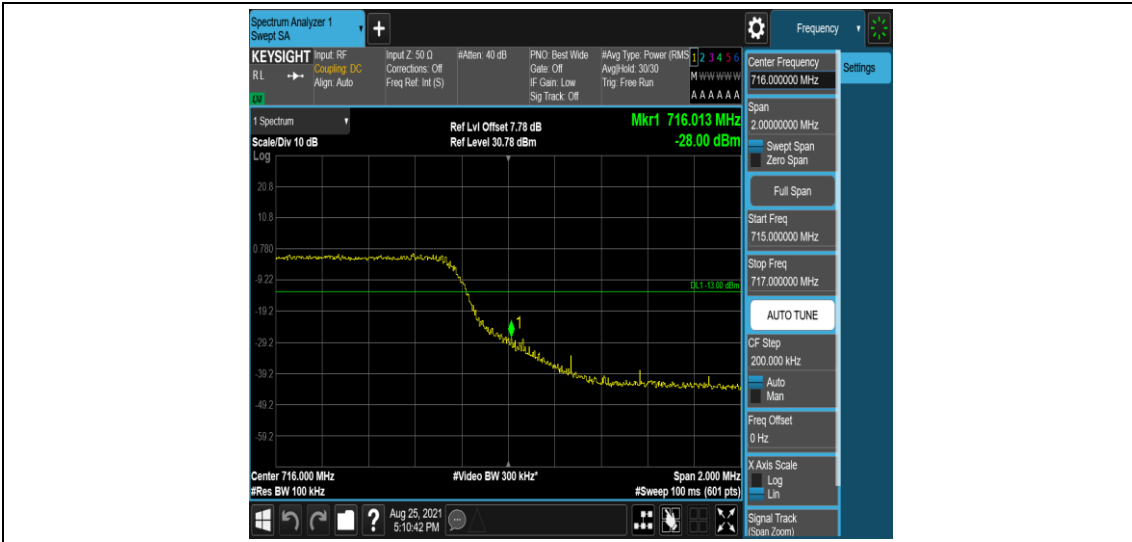 Spectrum Analyzer 1
Swept SA
+
Frequency
KEYSIGHT
RL
Input: RF
Coupling: DC
Align: Auto
Input Z: 50 Ω
Corrections: Off
Freq Ref: Int (S)
#Atten: 40 dB
PNO: Best Wide
Gate: Off
IF Gain: Low
Sig Track: Off
#Avg Type: Power (RMS
Avg|Hold: 30/30
Trig: Free Run
1 2 3 4 5 6
M W W W W W
A A A A A A
1 Spectrum
Scale/Div 10 dB
Log
Ref Lvl Offset 7.78 dB
Ref Level 30.78 dBm
Mkr1 716.013 MHz
-28.00 dBm
20.8
10.8
0.780
-9.22
-19.2
-29.2
-39.2
-49.2
-59.2
DL1 -13.00 dBm
1
Center 716.000 MHz
#Res BW 100 kHz
#Video BW 300 kHz*
Span 2.000 MHz
#Sweep 100 ms (601 pts)
Center Frequency
716.000000 MHz
Settings
Span
2.00000000 MHz
Swept Span
Zero Span
Full Span
Start Freq
715.000000 MHz
Stop Freq
717.000000 MHz
AUTO TUNE
CF Step
200.000 kHz
Auto
Man
Freq Offset
0 Hz
X Axis Scale
Log
Lin
Signal Track
(Span Zoom)
?
Aug 25, 2021
5:10:42 PM